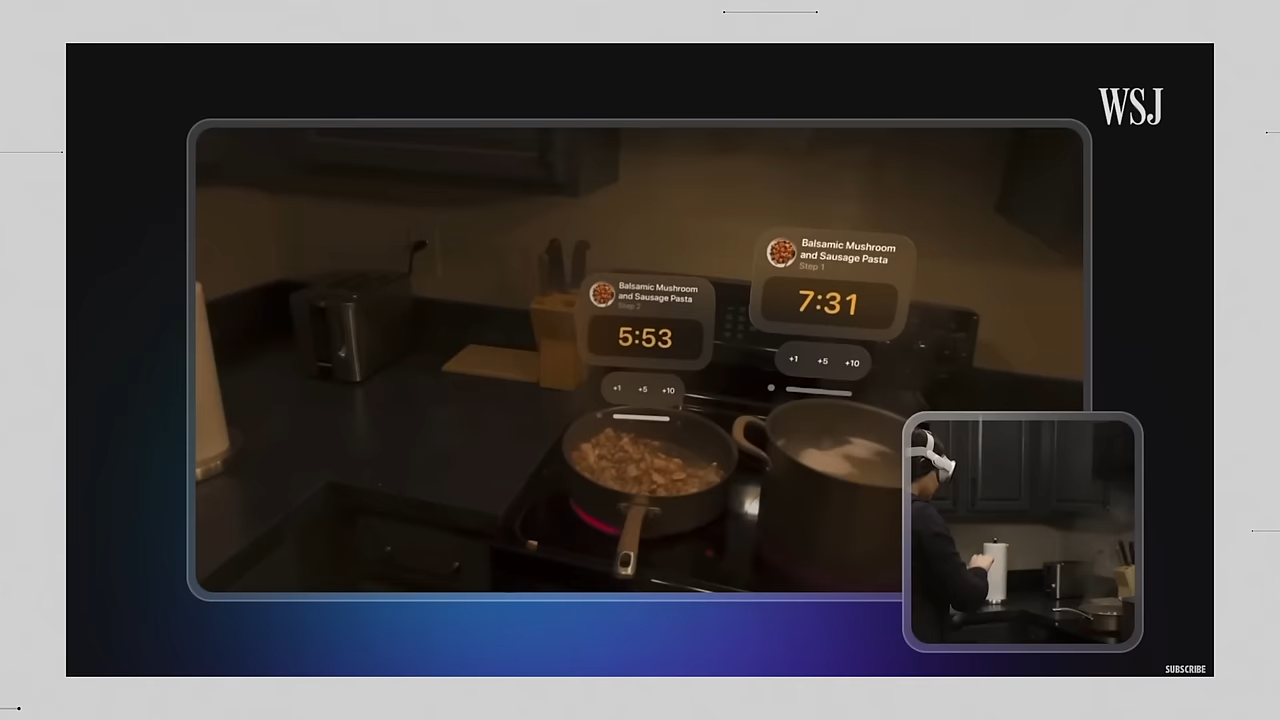 WSJ
Balsamic Mushroom
and Sausage Pasta
Step 1
7:31
+1 +5 +10
Balsamic Mushroom
and Sausage Pasta
Step 2
5:53
+1 +5 +10
SUBSCRIBE